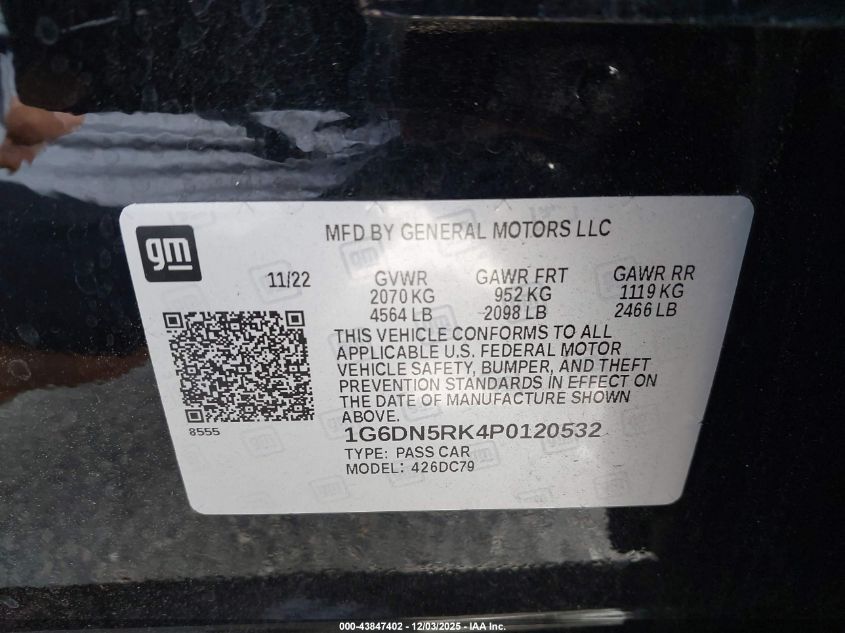 gm
MFD BY GENERAL MOTORS LLC
11/22 GVWR GAWR FRT GAWR RR
2070 KG 952 KG 1119 KG
4564 LB 2098 LB 2466 LB
THIS VEHICLE CONFORMS TO ALL
APPLICABLE U.S. FEDERAL MOTOR
VEHICLE SAFETY, BUMPER, AND THEFT
PREVENTION STANDARDS IN EFFECT ON
THE DATE OF MANUFACTURE SHOWN
ABOVE.
8555
1G6DN5RK4P0120532
TYPE: PASS CAR
MODEL: 426DC79
000-43847402 - 12/03/2025 - IAA Inc.